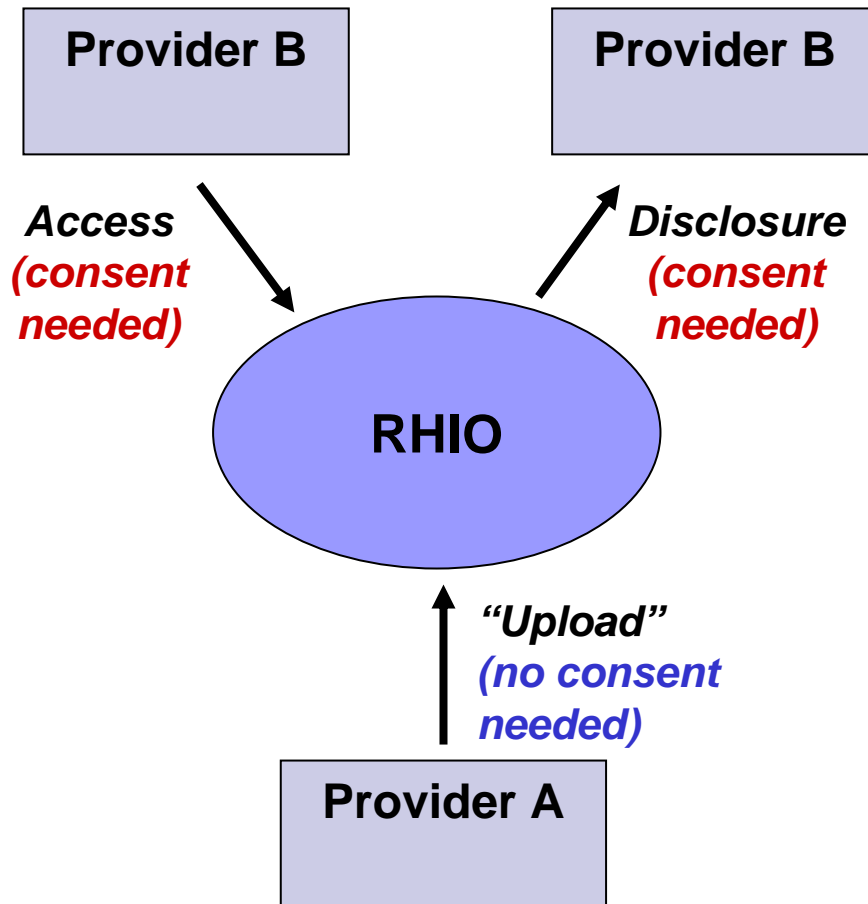 Provider B
Provider B
Access
(consent
needed)
Disclosure
(consent
needed)
RHIO
“Upload”
(no consent
needed)
Provider A